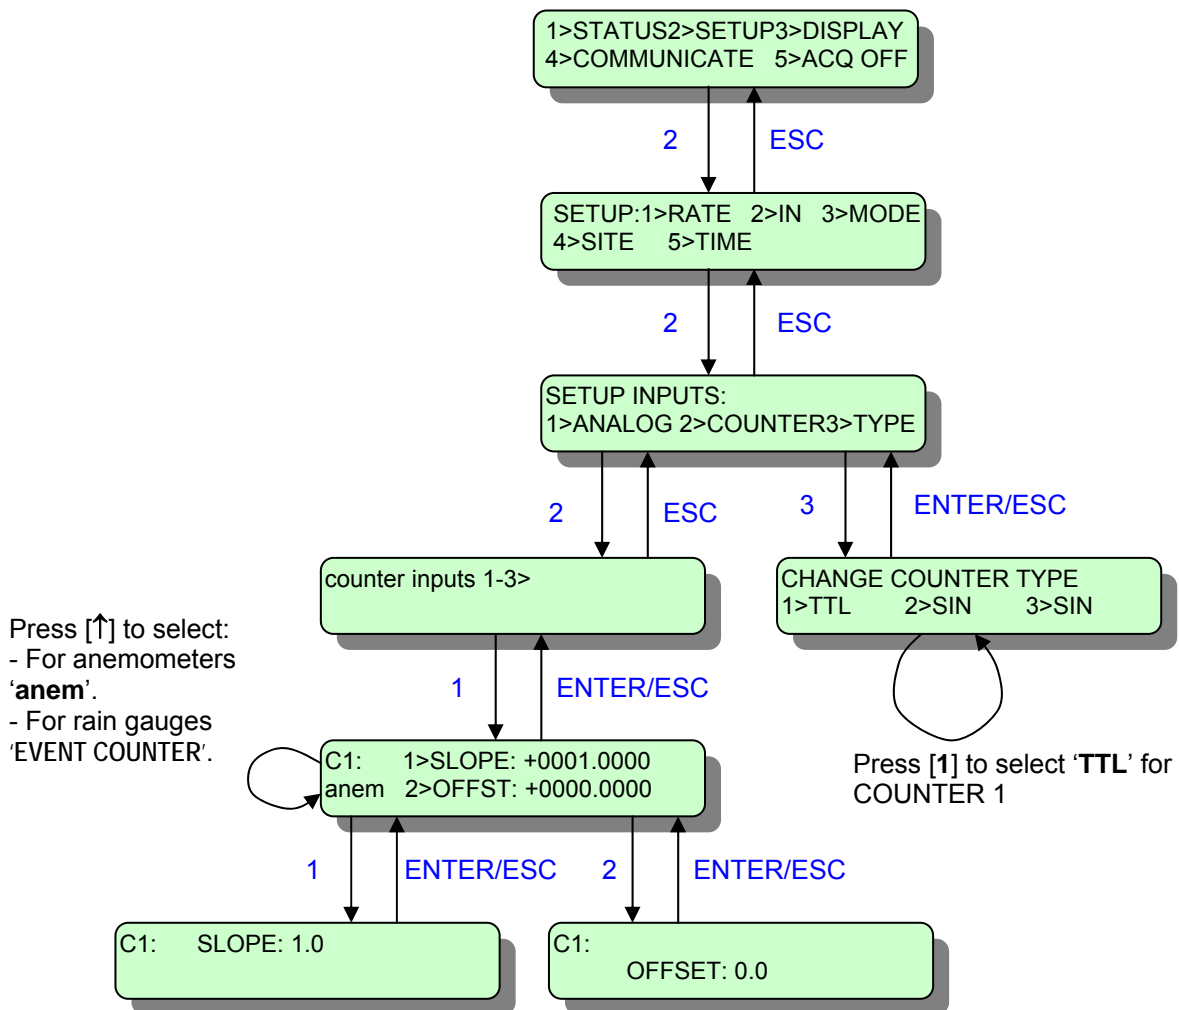 1>STATUS2>SETUP3>DISPLAY
4>COMMUNICATE 5>ACQ OFF
2
ESC
SETUP:1>RATE 2>IN 3>MODE
4>SITE 5>TIME
2
ESC
SETUP INPUTS:
1>ANALOG 2>COUNTER3>TYPE
2
ESC
3
ENTER/ESC
counter inputs 1-3>
CHANGE COUNTER TYPE
1>TTL 2>SIN 3>SIN
Press [↑] to select:
- For anemometers
‘anem’.
- For rain gauges
‘EVENT COUNTER’.
1
ENTER/ESC
C1: 1>SLOPE: +0001.0000
anem 2>OFFST: +0000.0000
Press [1] to select ‘TTL’ for
COUNTER 1
1
ENTER/ESC
2
ENTER/ESC
C1: SLOPE: 1.0
C1:
OFFSET: 0.0